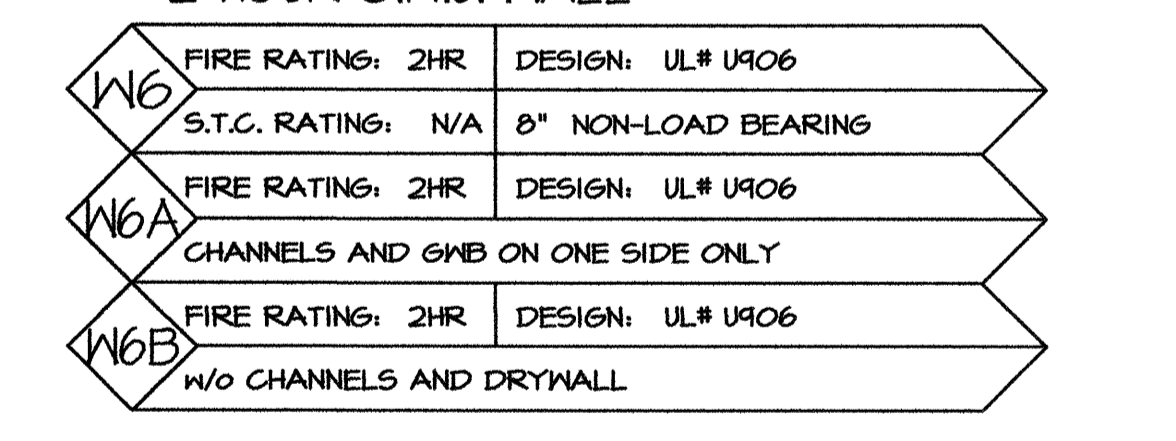 W6
FIRE RATING: 2HR DESIGN: UL# U906
S.T.C. RATING: N/A 8" NON-LOAD BEARING
W6A
FIRE RATING: 2HR DESIGN: UL# U906
CHANNELS AND GWB ON ONE SIDE ONLY
W6B
FIRE RATING: 2HR DESIGN: UL# U906
w/o CHANNELS AND DRYWALL